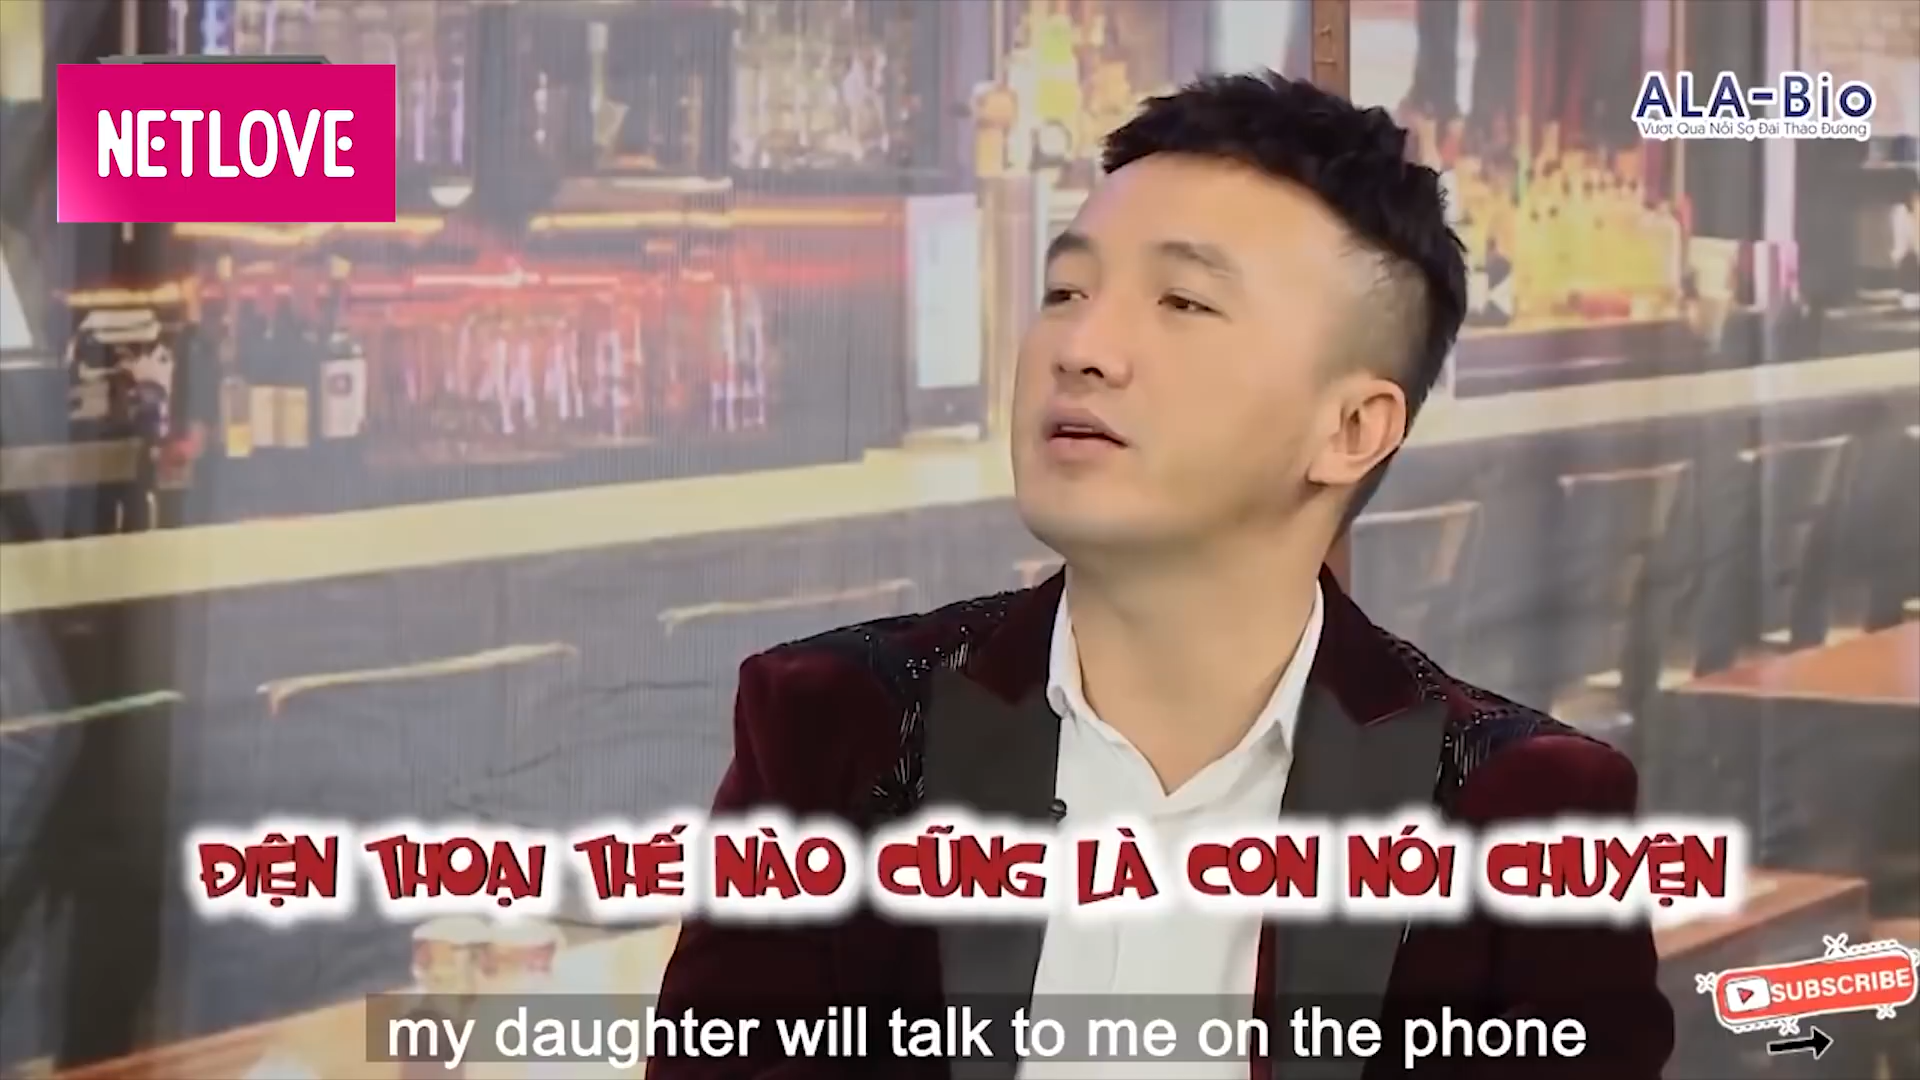 NETLOVE
ALA-Bio
Vượt Qua Nỗi Sợ Đái Tháo Đường
ĐIỆN THOẠI THẾ NÀO CŨNG LÀ CON NÓI CHUYỆN
SUBSCRIBE
my daughter will talk to me on the phone